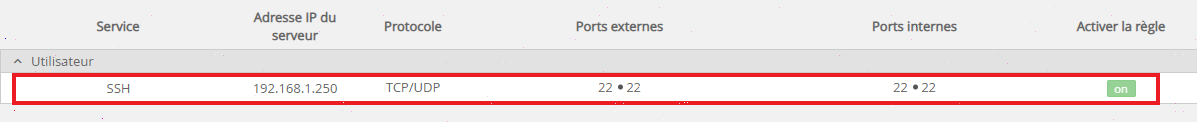 Service Adresse IP du serveur Protocole Ports externes Ports internes Activer la règle
Utilisateur
SSH 192.168.1.250 TCP/UDP 22 • 22 22 • 22 on